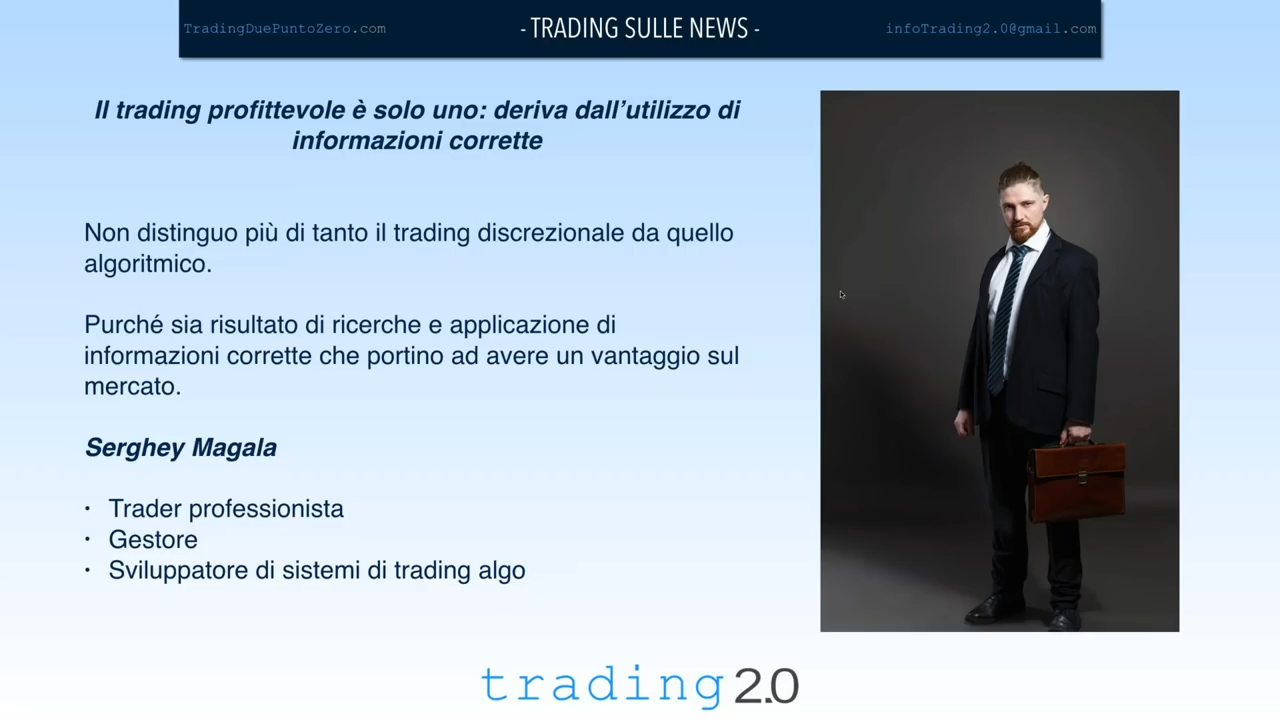 TradingDuePuntoZero.com
- TRADING SULLE NEWS -
infoTrading2.0@gmail.com
Il trading profittevole è solo uno: deriva dall’utilizzo di
informazioni corrette
Non distinguo più di tanto il trading discrezionale da quello
algoritmico.
Purché sia risultato di ricerche e applicazione di
informazioni corrette che portino ad avere un vantaggio sul
mercato.
Serghey Magala
· Trader professionista
· Gestore
· Sviluppatore di sistemi di trading algo
trading 2.0